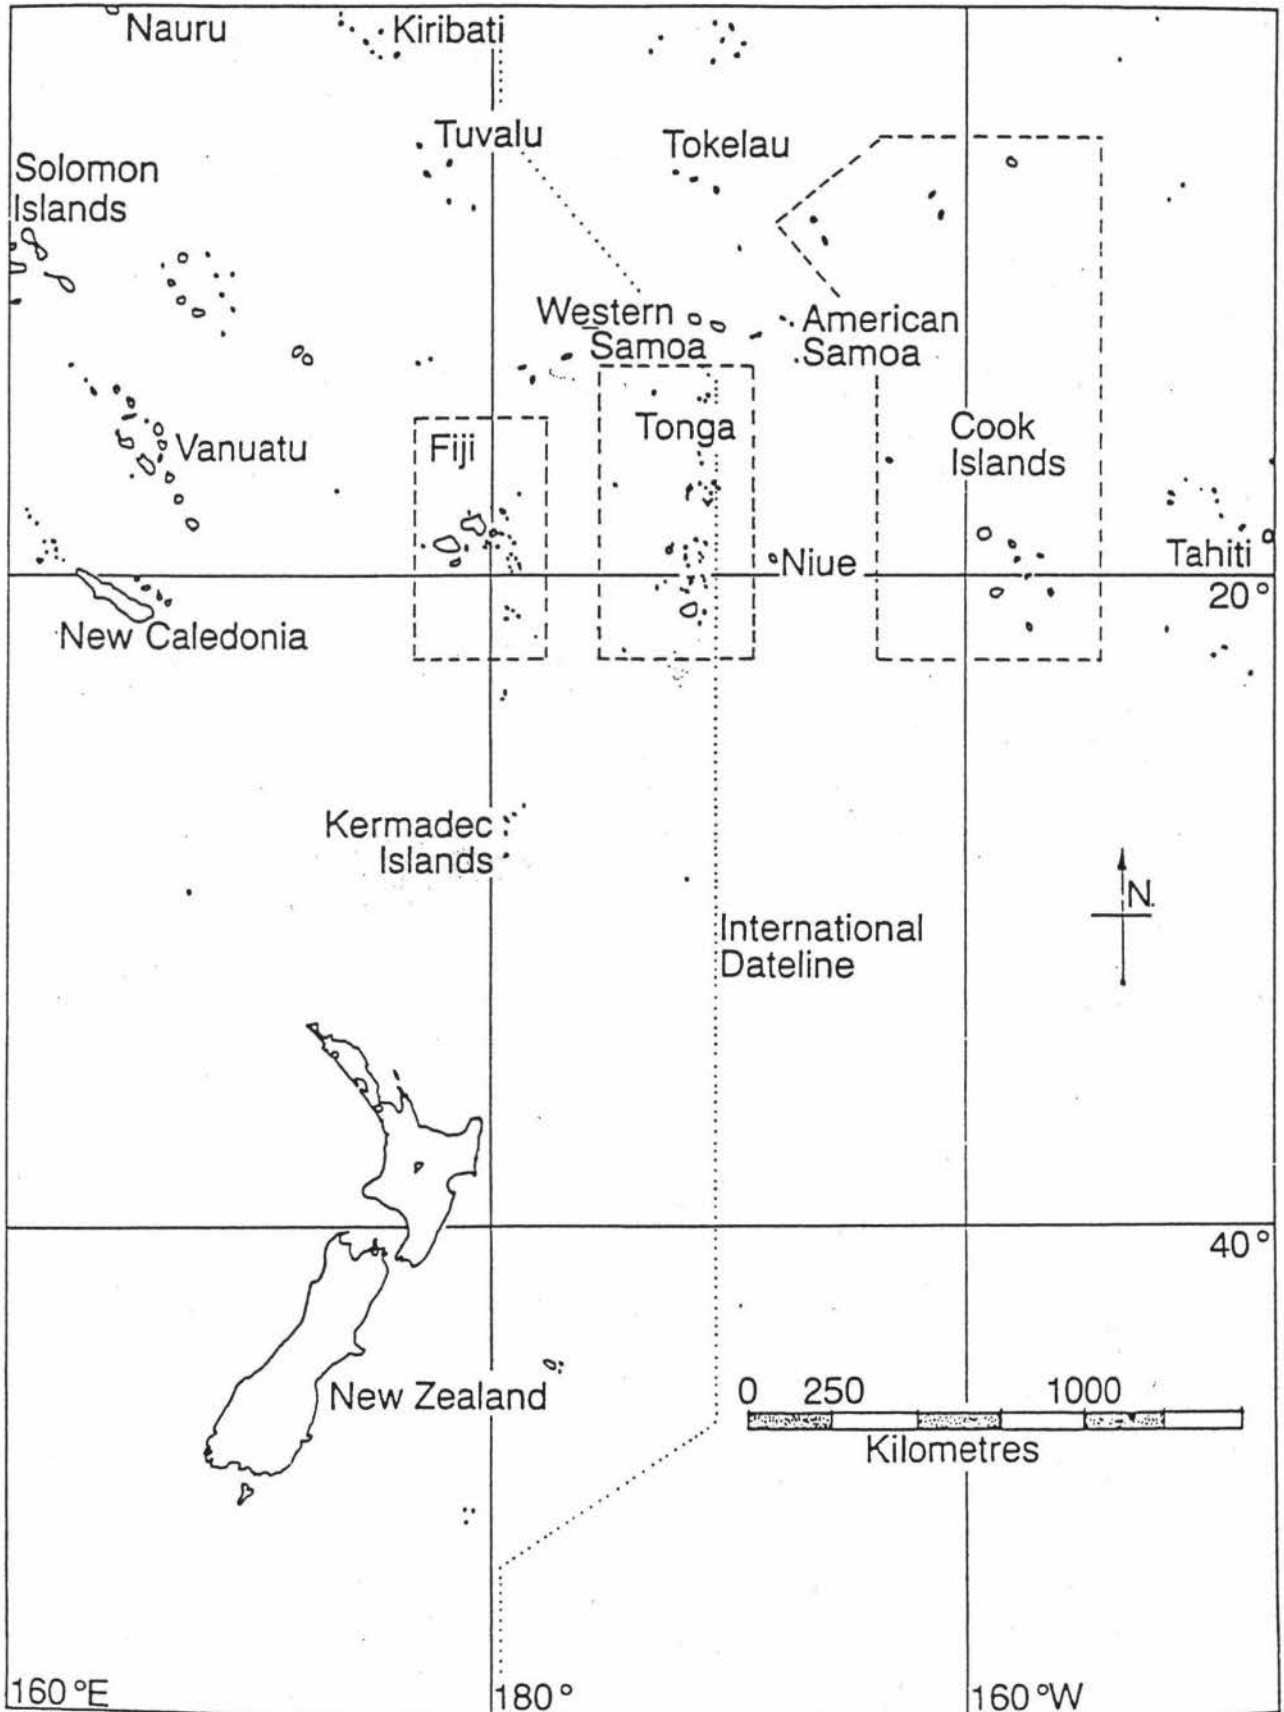 Nauru
Kiribati
Tuvalu
Tokelau
Solomon
Islands
Western
Samoa
American
Samoa
Vanuatu
Fiji
Tonga
Cook
Islands
Niue
Tahiti
20°
New Caledonia
Kermadec
Islands
N.
International
Dateline
40°
New Zealand
0 250 1000
Kilometres
160°E
180°
160°W